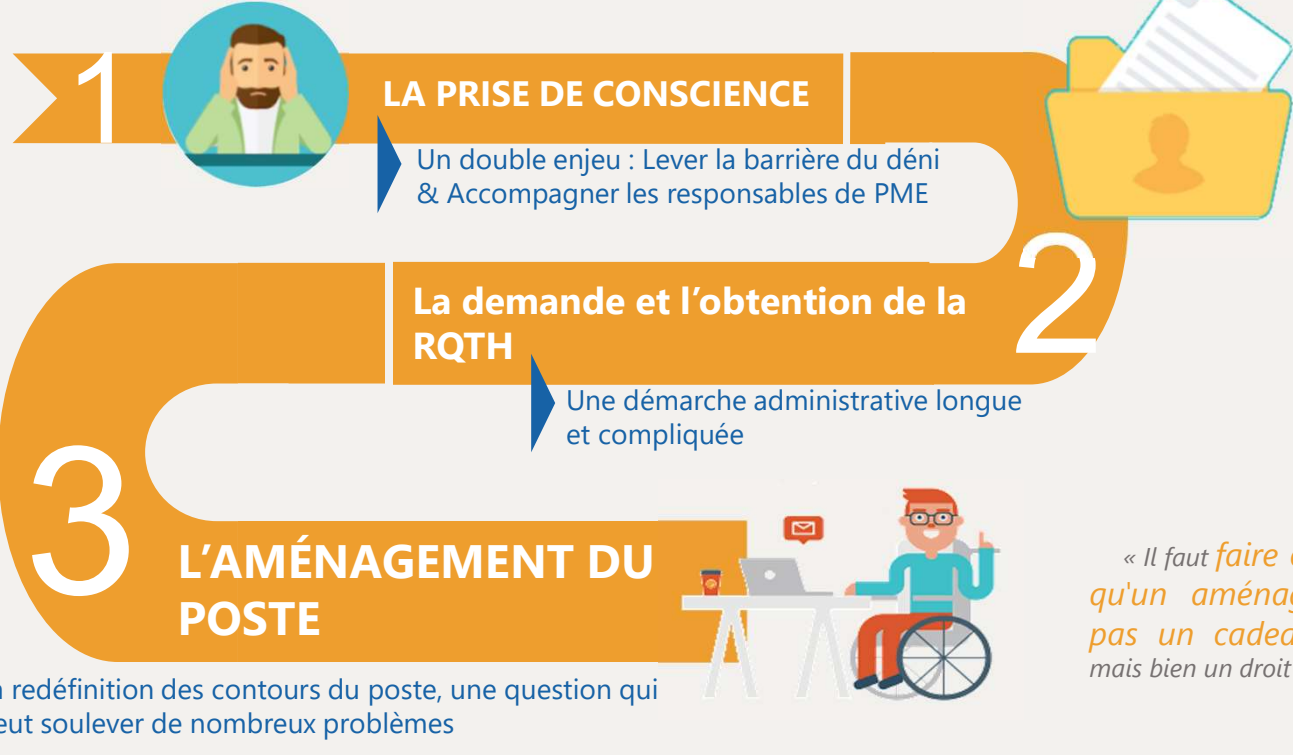 1
LA PRISE DE CONSCIENCE
Un double enjeu : Lever la barrière du déni
& Accompagner les responsables de PME
2
La demande et l'obtention de la
RQTH
Une démarche administrative longue
et compliquée
3
L'AMÉNAGEMENT DU
POSTE
redéfinition des contours du poste, une question qui
soulever de nombreux problèmes
« Il faut faire
qu'un
pas un
mais bien un droit